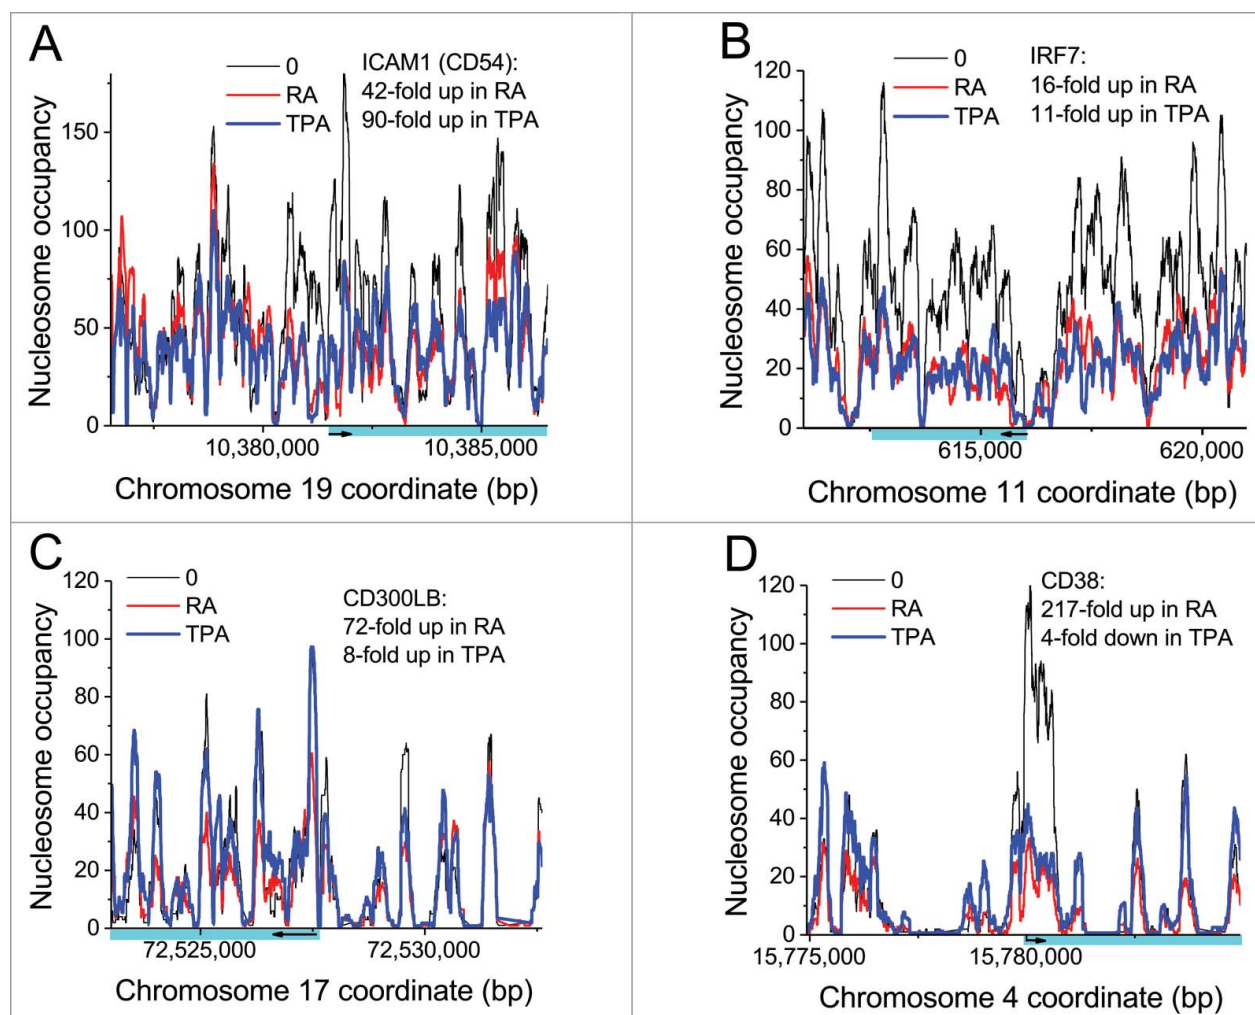 A
0
RA
TPA
ICAM1 (CD54):
42-fold up in RA
90-fold up in TPA
Nucleosome occupancy
150
100
50
0
10,380,000
10,385,000
Chromosome 19 coordinate (bp)
B
0
RA
TPA
IRF7:
16-fold up in RA
11-fold up in TPA
Nucleosome occupancy
120
100
80
60
40
20
0
615,000
620,000
Chromosome 11 coordinate (bp)
C
0
RA
TPA
CD300LB:
72-fold up in RA
8-fold up in TPA
Nucleosome occupancy
120
100
80
60
40
20
0
72,525,000
72,530,000
Chromosome 17 coordinate (bp)
D
0
RA
TPA
CD38:
217-fold up in RA
4-fold down in TPA
Nucleosome occupancy
120
100
80
60
40
20
0
15,775,000
15,780,000
Chromosome 4 coordinate (bp)